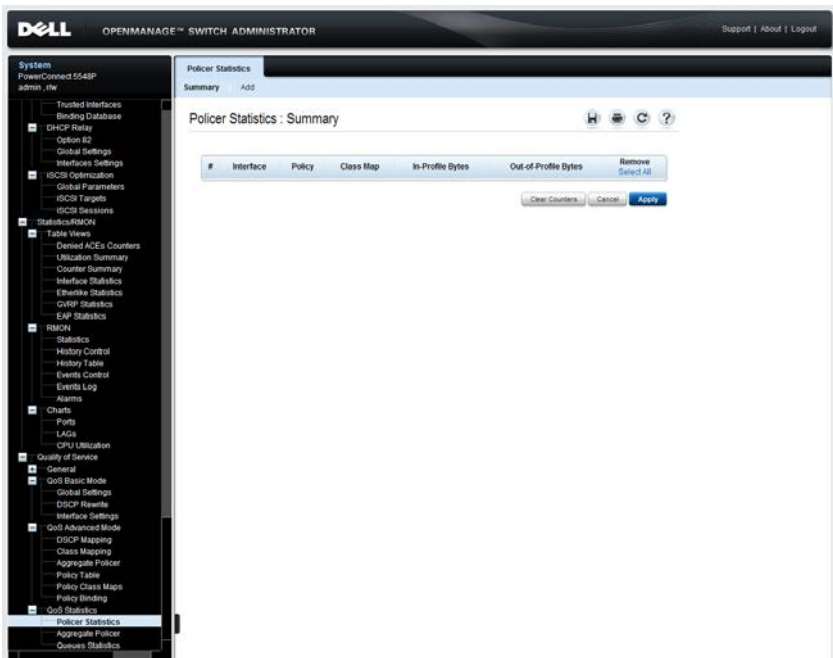 DELL OPENMANAGE™ SWITCH ADMINISTRATOR
Support | About | Logout
System
PowerConnect 5548P
admin , r/w
Trusted Interfaces
Binding Database
DHCP Relay
Option 82
Global Settings
Interfaces Settings
iSCSI Optimization
Global Parameters
iSCSI Targets
iSCSI Sessions
Statistics/RMON
Table Views
Denied ACEs Counters
Utilization Summary
Counter Summary
Interface Statistics
Etherlike Statistics
GVRP Statistics
EAP Statistics
RMON
Statistics
History Control
History Table
Events Control
Events Log
Alarms
Charts
Ports
LAGs
CPU Utilization
Quality of Service
General
QoS Basic Mode
Global Settings
DSCP Rewrite
Interface Settings
QoS Advanced Mode
DSCP Mapping
Class Mapping
Aggregate Policer
Policy Table
Policy Class Maps
Policy Binding
QoS Statistics
Policer Statistics
Aggregate Policer
Queues Statistics
Policer Statistics
Summary Add
Policer Statistics : Summary
# Interface Policy Class Map In-Profile Bytes Out-of-Profile Bytes Remove
Select All
Clear Counters Cancel Apply